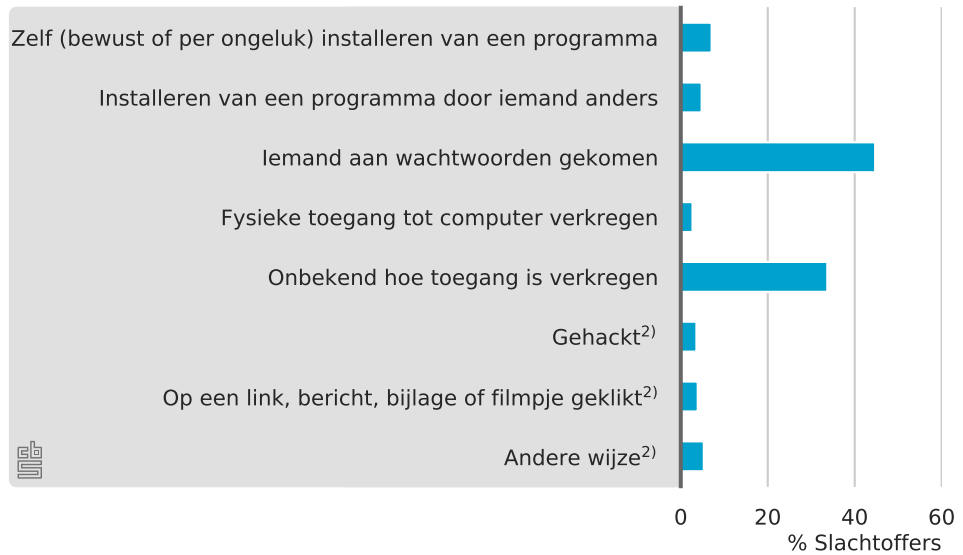 Zelf (bewust of per ongeluk) installeren van een programma
Installeren van een programma door iemand anders
Iemand aan wachtwoorden gekomen
Fysieke toegang tot computer verkregen
Onbekend hoe toegang is verkregen
Gehackt2)
Op een link, bericht, bijlage of filmpje geklikt2)
Andere wijze2)
cbs
0 20 40 60
% Slachtoffers